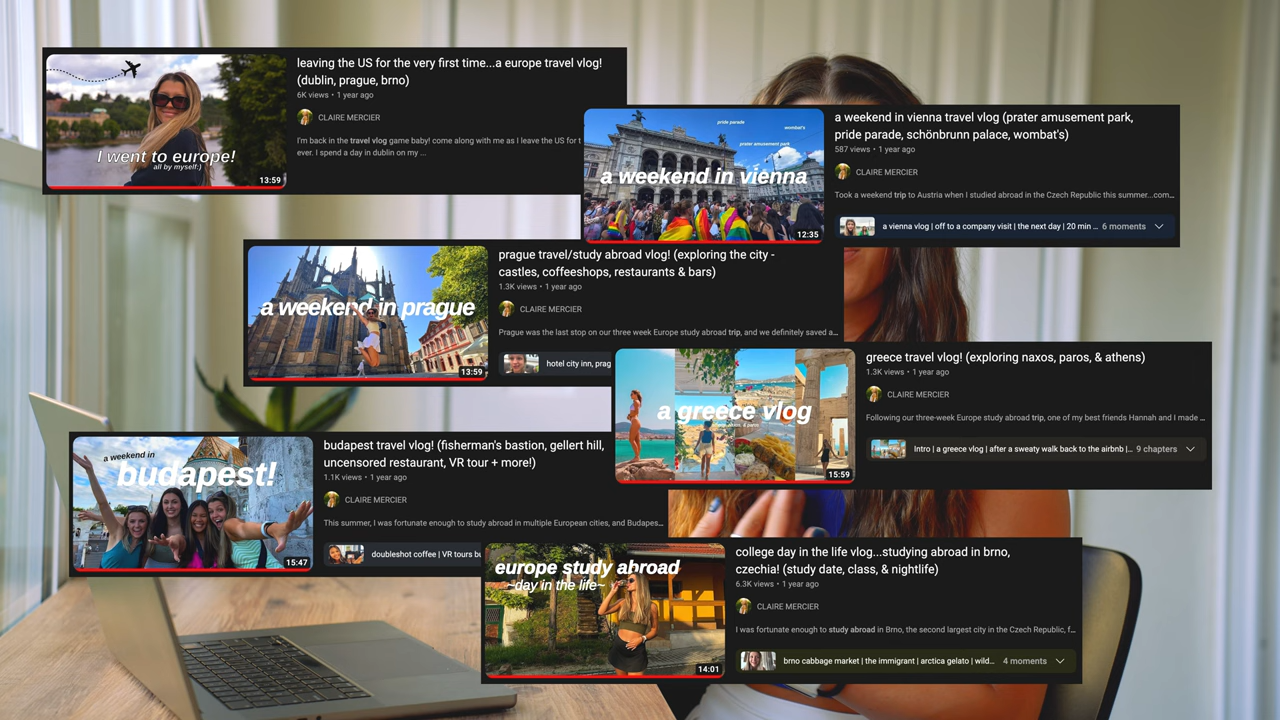 leaving the US for the very first time...a europe travel vlog!
(dublin, prague, brno)
6K views • 1 year ago
CLAIRE MERCIER
I'm back in the travel vlog game baby! come along with me as I leave the US for t
ever. I spend a day in dublin on my ...
I went to europe!
all by myself:)
13:59
a weekend in vienna travel vlog (prater amusement park,
pride parade, schönbrunn palace, wombat's)
587 views • 1 year ago
CLAIRE MERCIER
Took a weekend trip to Austria when I studied abroad in the Czech Republic this summer...com...
a vienna vlog | off to a company visit | the next day | 20 min ... 6 moments
pride parade
wombat's
prater amusement park
a weekend in vienna
12:35
prague travel/study abroad vlog! (exploring the city -
castles, coffeeshops, restaurants & bars)
1.3K views • 1 year ago
CLAIRE MERCIER
Prague was the last stop on our three week Europe study abroad trip, and we definitely saved a...
hotel city inn, prag
a weekend in prague
13:59
greece travel vlog! (exploring naxos, paros, & athens)
1.3K views • 1 year ago
CLAIRE MERCIER
Following our three-week Europe study abroad trip, one of my best friends Hannah and I made ...
Intro | a greece vlog | after a sweaty walk back to the airbnb |... 9 chapters
a greece vlog
15:59
budapest travel vlog! (fisherman's bastion, gellert hill,
uncensored restaurant, VR tour + more!)
1.1K views • 1 year ago
CLAIRE MERCIER
This summer, I was fortunate enough to study abroad in multiple European cities, and Budapes...
doubleshot coffee | VR tours bu
a weekend in
budapest!
15:47
college day in the life vlog...studying abroad in brno,
czechia! (study date, class, & nightlife)
6.3K views • 1 year ago
CLAIRE MERCIER
I was fortunate enough to study abroad in Brno, the second largest city in the Czech Republic, f...
brno cabbage market | the immigrant | arctica gelato | wild... 4 moments
europe study abroad
~day in the life~
14:01